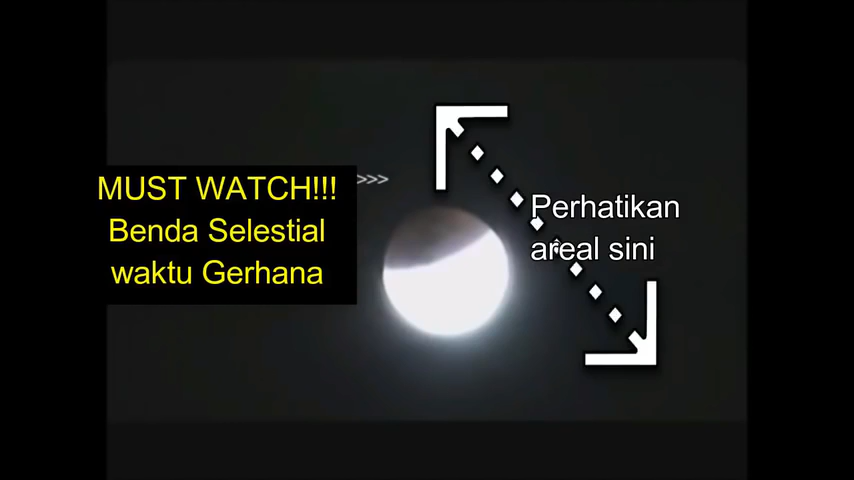 MUST WATCH!!!
Benda Selestial
waktu Gerhana
>>>
Perhatikan
areal sini